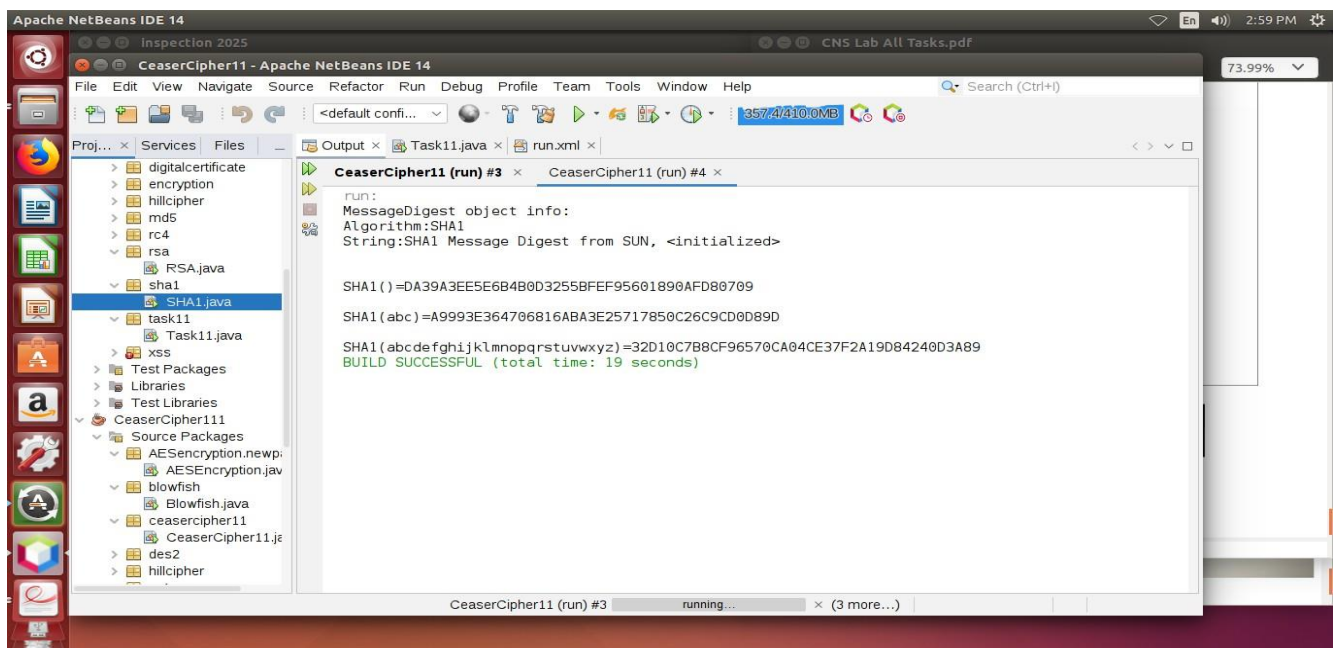 Apache NetBeans IDE 14
En
2:59 PM
Inspection 2025
CNS Lab All Tasks.pdf
CeaserCipher11 - Apache NetBeans IDE 14
73.99%
File Edit View Navigate Source Refactor Run Debug Profile Team Tools Window Help
Search (Ctrl+I)
<default confi...
357.4/410.0MB
Proj... × Services Files
Output × Task11.java × run.xml ×
CeaserCipher11 (run) #3 × CeaserCipher11 (run) #4 ×
digitalcertificate
encryption
hillcipher
md5
rc4
rsa
RSA.java
sha1
SHA1.java
task11
Task11.java
xss
Test Packages
Libraries
Test Libraries
CeaserCipher111
Source Packages
AESencryption.newpa
AESEncryption.jav
blowfish
Blowfish.java
ceasercipher11
CeaserCipher11.ja
des2
hillcipher
run:
MessageDigest object info:
Algorithm:SHA1
String:SHA1 Message Digest from SUN, <initialized>
SHA1()=DA39A3EE5E6B4B0D3255BFEF95601890AFD80709
SHA1(abc)=A9993E364706816ABA3E25717850C26C9CD0D89D
SHA1(abcdefghijklmnopqrstuvwxyz)=32D10C7B8CF96570CA04CE37F2A19D84240D3A89
BUILD SUCCESSFUL (total time: 19 seconds)
CeaserCipher11 (run) #3 running... × (3 more...)